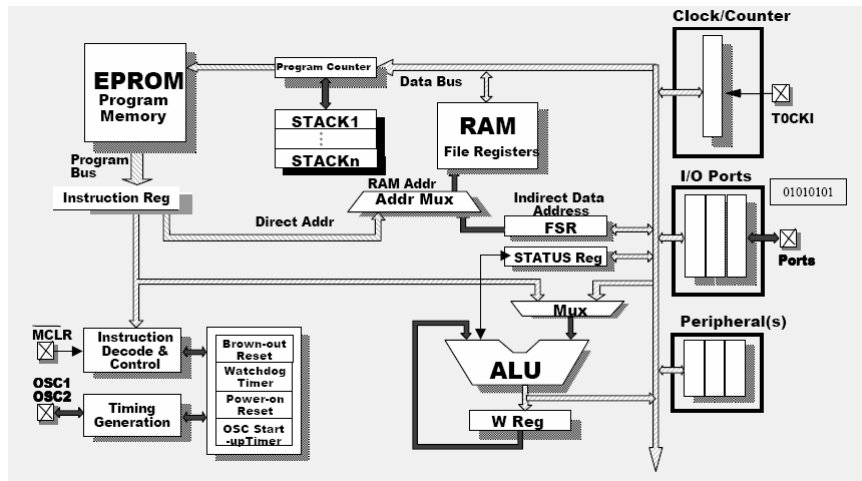 Clock/Counter
EPROM
Program
Memory
Program Counter
Data Bus
T0CKI
STACK1
STACKn
RAM
File Registers
Program
Bus
Instruction Reg
RAM Addr
Addr Mux
Direct Addr
Indirect Data
Address
FSR
STATUS Reg
I/O Ports
01010101
Ports
Mux
Peripheral(s)
MCLR
Instruction
Decode &
Control
OSC1
OSC2
Timing
Generation
Brown-out
Reset
Watchdog
Timer
Power-on
Reset
OSC Start
-upTimer
ALU
W Reg